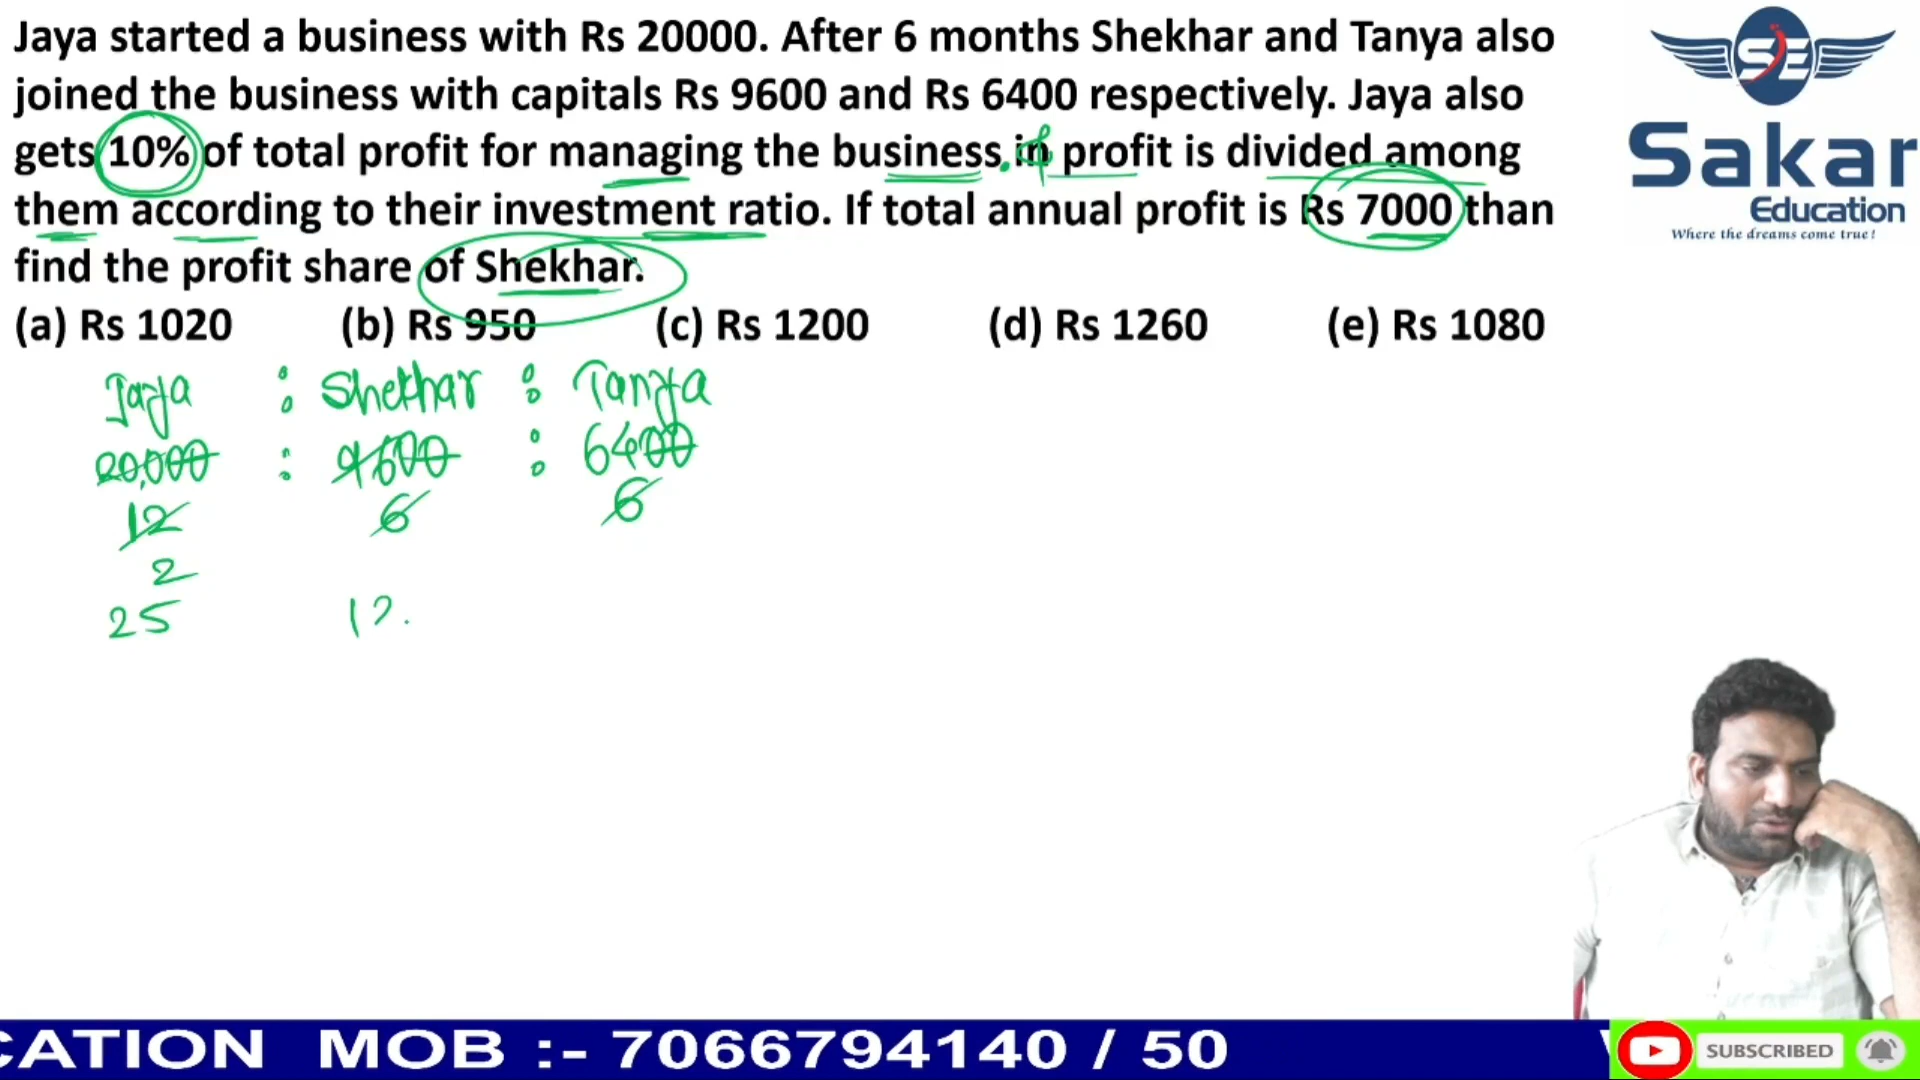 Jaya started a business with Rs 20000. After 6 months Shekhar and Tanya also
joined the business with capitals Rs 9600 and Rs 6400 respectively. Jaya also
gets 10% of total profit for managing the business. if profit is divided among
them according to their investment ratio. If total annual profit is Rs 7000 than
find the profit share of Shekhar.
(a) Rs 1020 (b) Rs 950 (c) Rs 1200 (d) Rs 1260 (e) Rs 1080
Jaya : Shekhar : Tanya
20,000 : 9600 : 6400
12 6 6
2
25 12.
SE
Sakar
Education
Where the dreams come true!
CATION MOB :- 7066794140 / 50
SUBSCRIBED